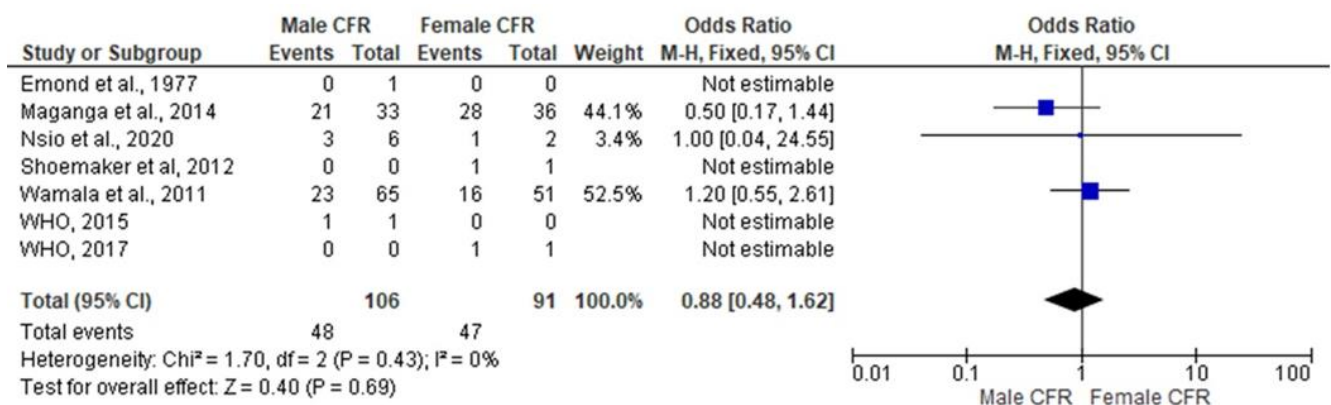 Male CFR Female CFR Odds Ratio Odds Ratio
Study or Subgroup Events Total Events Total Weight M-H, Fixed, 95% CI M-H, Fixed, 95% CI
Emond et al., 1977 0 1 0 0 Not estimable
Maganga et al., 2014 21 33 28 36 44.1% 0.50 [0.17, 1.44]
Nsio et al., 2020 3 6 1 2 3.4% 1.00 [0.04, 24.55]
Shoemaker et al, 2012 0 0 1 1 Not estimable
Wamala et al., 2011 23 65 16 51 52.5% 1.20 [0.55, 2.61]
WHO, 2015 1 1 0 0 Not estimable
WHO, 2017 0 0 1 1 Not estimable
Total (95% CI) 106 91 100.0% 0.88 [0.48, 1.62]
Total events 48 47
Heterogeneity: Chi² = 1.70, df = 2 (P = 0.43); I² = 0%
Test for overall effect: Z = 0.40 (P = 0.69)
0.01 0.1 1 10 100
Male CFR Female CFR